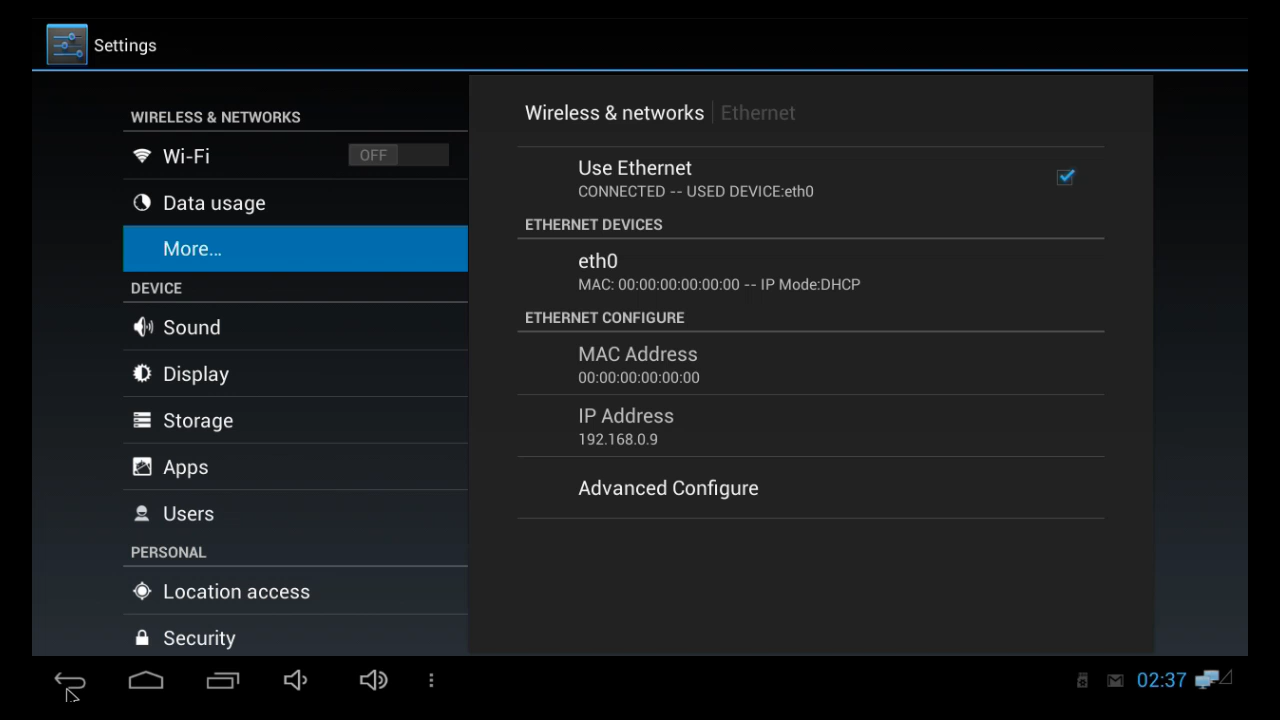 Settings
WIRELESS & NETWORKS
Wi-Fi
OFF
Data usage
More...
DEVICE
Sound
Display
Storage
Apps
Users
PERSONAL
Location access
Security
Wireless & networks
Ethernet
Use Ethernet
CONNECTED -- USED DEVICE:eth0
ETHERNET DEVICES
eth0
MAC: 00:00:00:00:00:00 -- IP Mode:DHCP
ETHERNET CONFIGURE
MAC Address
00:00:00:00:00:00
IP Address
192.168.0.9
Advanced Configure
02:37